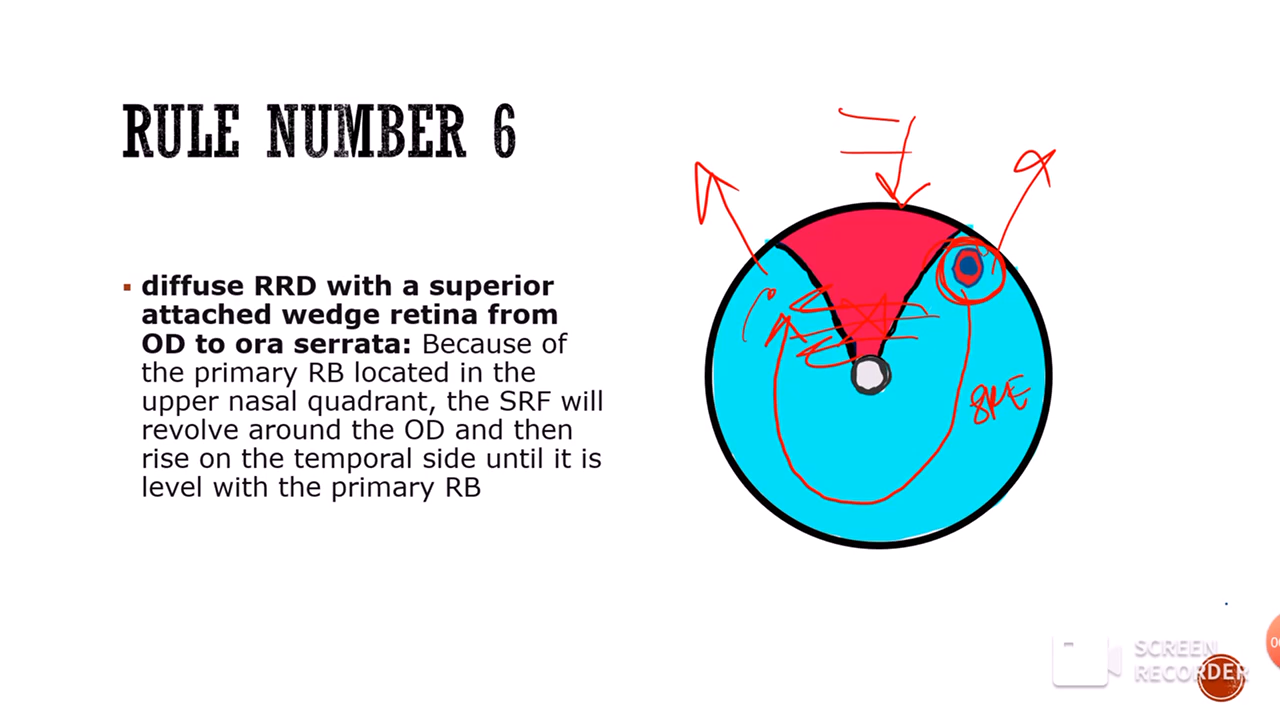 RULE NUMBER 6
diffuse RRD with a superior
attached wedge retina from
OD to ora serrata: Because of
the primary RB located in the
upper nasal quadrant, the SRF will
revolve around the OD and then
rise on the temporal side until it is
level with the primary RB
SCREEN
RECORDER